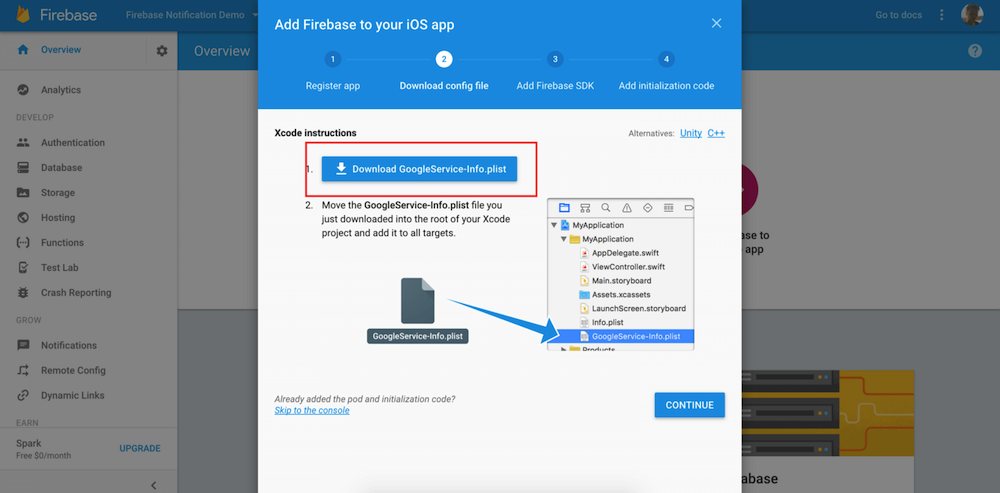 Firebase
Firebase Notification Demo
Go to docs
Overview
Analytics
DEVELOP
Authentication
Database
Storage
Hosting
Functions
Test Lab
Crash Reporting
GROW
Notifications
Remote Config
Dynamic Links
EARN
Spark
Free $0/month
UPGRADE
Overview
Add Firebase to your iOS app
1
2
3
4
Register app
Download config file
Add Firebase SDK
Add initialization code
Xcode instructions
Alternatives: Unity C++
1. Download GoogleService-Info.plist
2. Move the GoogleService-Info.plist file you
just downloaded into the root of your Xcode
project and add it to all targets.
GoogleService-Info.plist
MyApplication
MyApplication
AppDelegate.swift
ViewController.swift
Main.storyboard
Assets.xcassets
LaunchScreen.storyboard
Info.plist
GoogleService-Info.plist
Products
Already added the pod and initialization code?
Skip to the console
CONTINUE
to
app